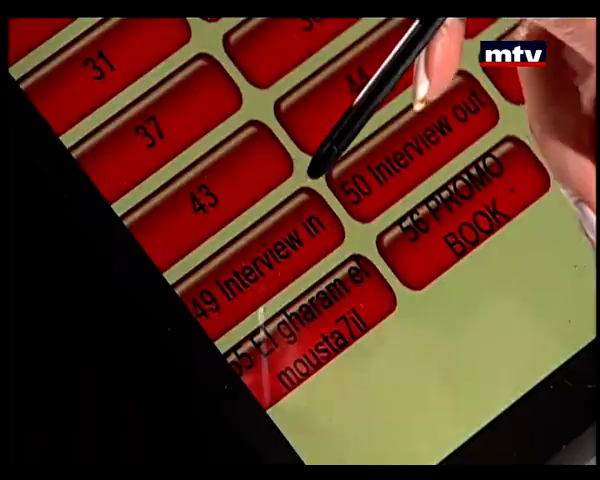 mtv
31
37
44
43
50 Interview out
49 Interview in
56 PROMO
BOOK
55 El gharam el
mousta7il